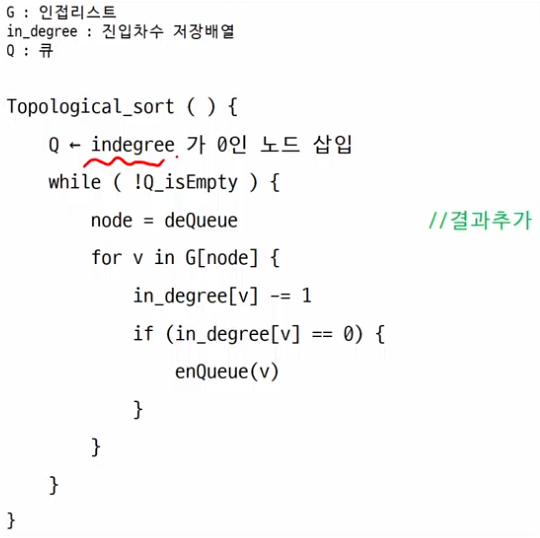 G : 인접리스트
in_degree : 진입차수 저장배열
Q : 큐
Topological_sort ( ) {
Q ← indegree 가 0인 노드 삽입
while ( !Q_isEmpty ) {
node = deQueue //결과추가
for v in G[node] {
in_degree[v] -= 1
if (in_degree[v] == 0) {
enQueue(v)
}
}
}
}